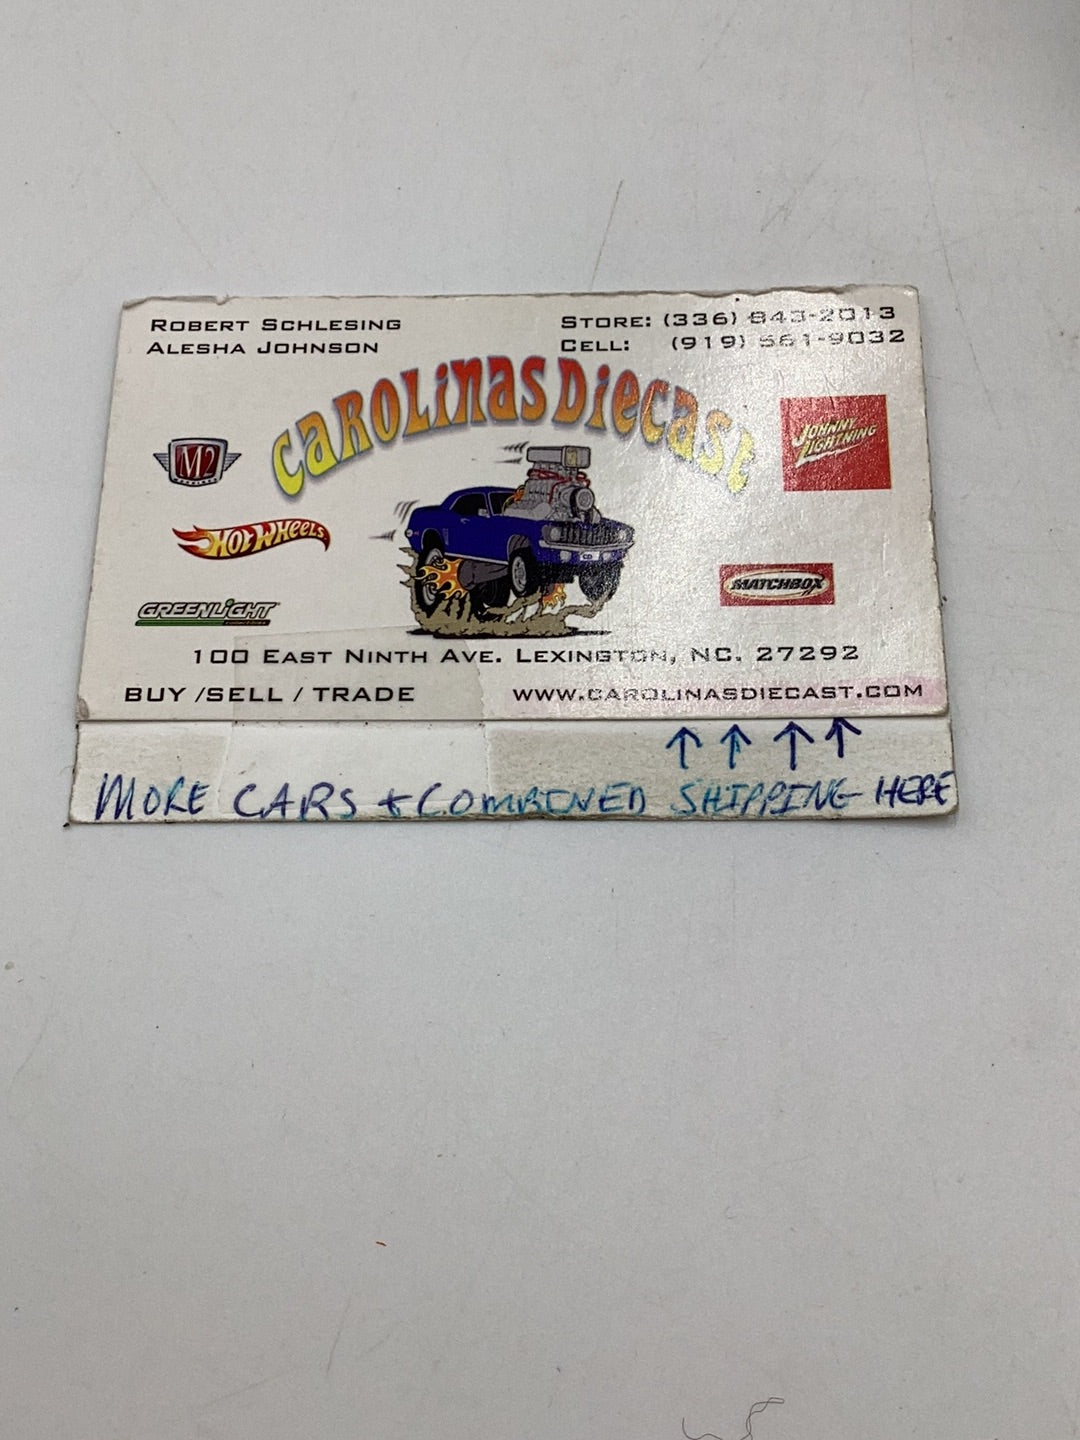 ROBERT SCHLESING
ALESHA JOHNSON
STORE: (336) 843-2013
CELL: (919) 561-9032
CAROLINAS DIECAST
M2
JOHNNY LIGHTNING
HOT WHEELS
MATCHBOX
GREENLIGHT
100 EAST NINTH AVE. LEXINGTON, NC. 27292
BUY /SELL / TRADE
WWW.CAROLINASDIECAST.COM
↑ ↑ ↑ ↑
MORE CARS + COMBINED SHIPPING HERE